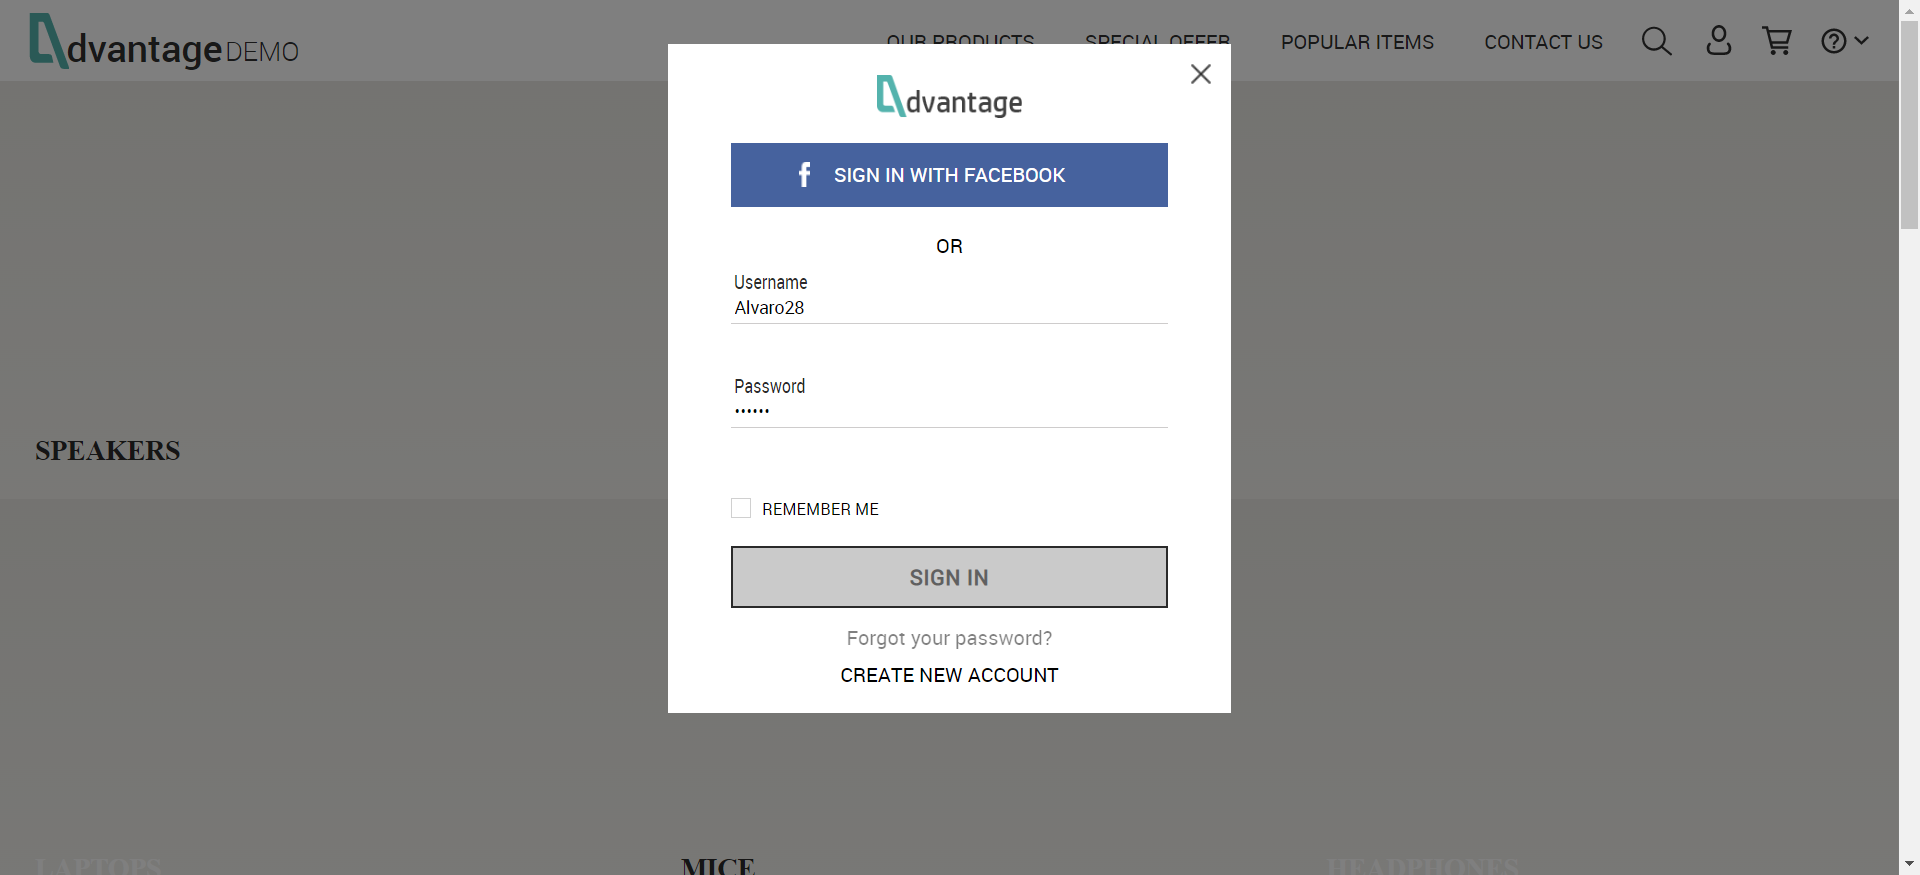 dvantage DEMO
OUR PRODUCTS
SPECIAL OFFER
POPULAR ITEMS
CONTACT US
dvantage
SIGN IN WITH FACEBOOK
OR
Username
Alvaro28
Password
••••••
REMEMBER ME
SIGN IN
Forgot your password?
CREATE NEW ACCOUNT
SPEAKERS
LAPTOPS
MICE
HEADPHONES